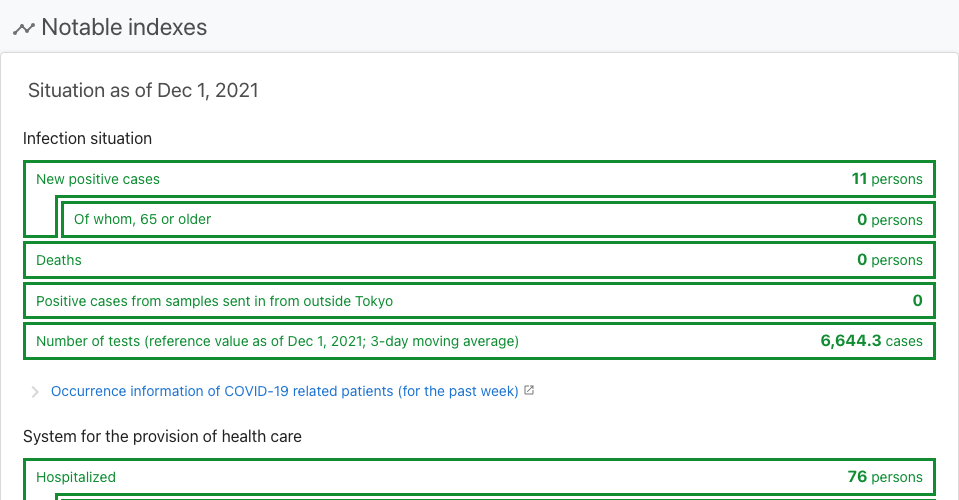 Notable indexes
Situation as of Dec 1, 2021
Infection situation
New positive cases 11 persons
Of whom, 65 or older 0 persons
Deaths 0 persons
Positive cases from samples sent in from outside Tokyo 0
Number of tests (reference value as of Dec 1, 2021; 3-day moving average) 6,644.3 cases
Occurrence information of COVID-19 related patients (for the past week)
System for the provision of health care
Hospitalized 76 persons